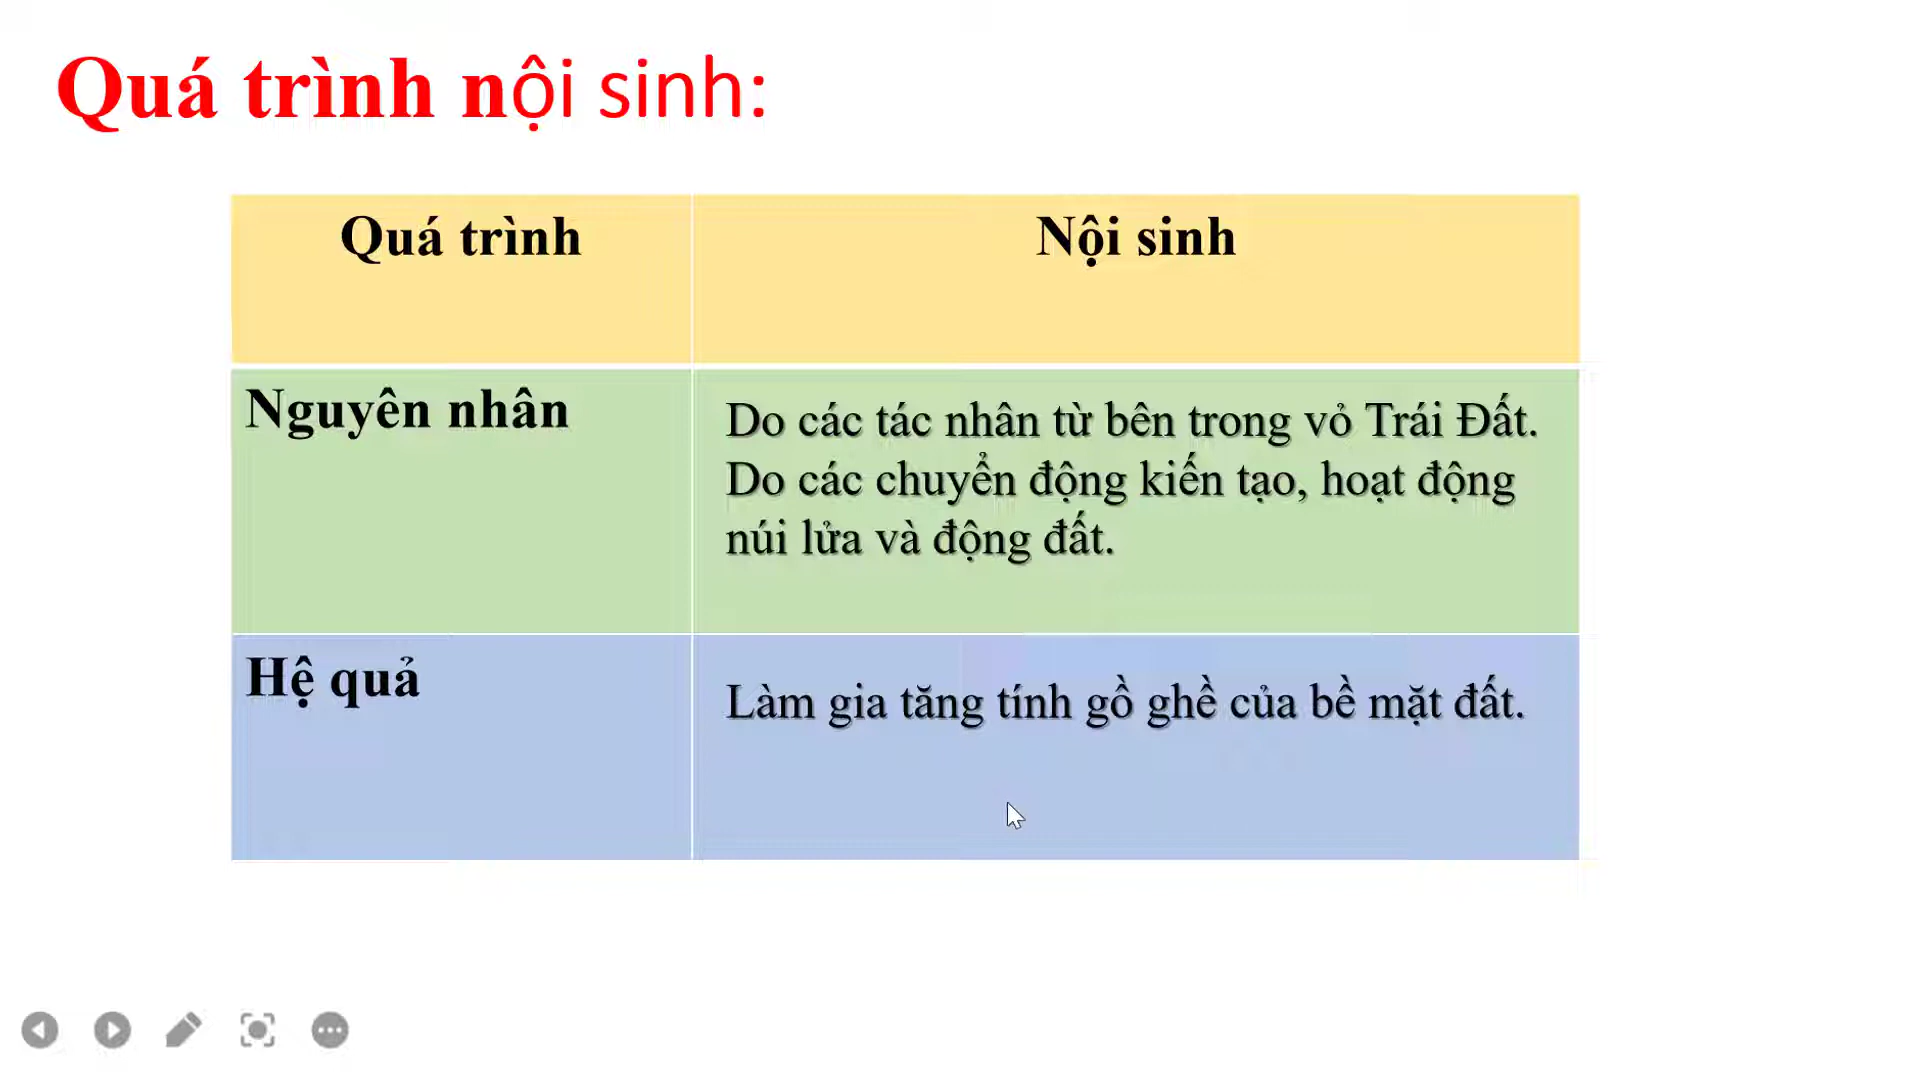 Quá trình nội sinh:
Quá trình
Nội sinh
Nguyên nhân
Do các tác nhân từ bên trong vỏ Trái Đất.
Do các chuyển động kiến tạo, hoạt động
núi lửa và động đất.
Hệ quả
Làm gia tăng tính gồ ghề của bề mặt đất.